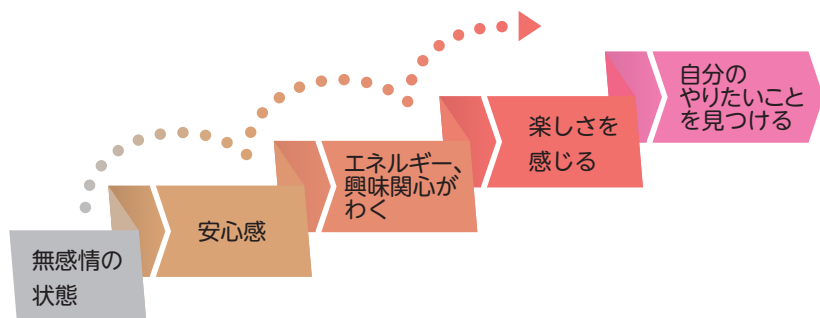 無感情の
状態
安心感
エネルギー、
興味関心が
わく
楽しさを
感じる
自分の
やりたいこと
を見つける